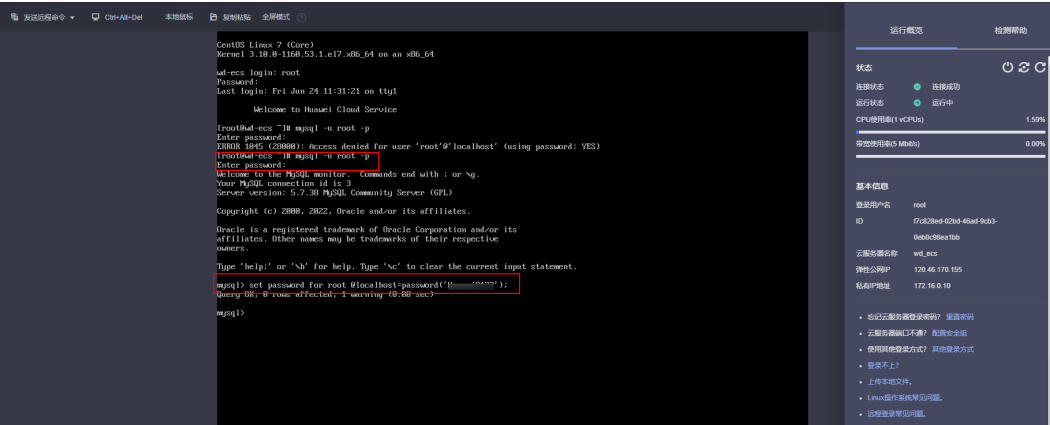 发送远程命令 Ctrl+Alt+Del 本地鼠标 复制粘贴 全屏模式
CentOS Linux 7 (Core)
Kernel 3.10.0-1160.53.1.el7.x86_64 on an x86_64
wd-ecs login: root
Password:
Last login: Fri Jun 24 11:31:21 on tty1
Welcome to Huawei Cloud Service
[root@wd-ecs ~]# mysql -u root -p
Enter password:
ERROR 1045 (28000): Access denied for user 'root'@'localhost' (using password: YES)
[root@wd-ecs ~]# mysql -u root -p
Enter password:
Welcome to the MySQL monitor.  Commands end with ; or \g.
Your MySQL connection id is 3
Server version: 5.7.38 MySQL Community Server (GPL)
Copyright (c) 2000, 2022, Oracle and/or its affiliates.
Oracle is a registered trademark of Oracle Corporation and/or its
affiliates. Other names may be trademarks of their respective
owners.
Type 'help;' or '\h' for help. Type '\c' to clear the current input statement.
mysql> set password for root @localhost=password(' ');
Query OK, 0 rows affected, 1 warning (0.00 sec)
mysql>
运行概览 检测帮助
状态
连接状态 连接成功
运行状态 运行中
CPU使用率(1 vCPUs) 1.59%
带宽使用率(5 Mbit/s) 0.00%
基本信息
登录用户名 root
ID f7c828ed-02bd-46ad-9cb3-
0eb0c98ea1bb
云服务器名称 wd_ecs
弹性公网IP 120.46.170.155
私有IP地址 172.16.0.10
忘记云服务器登录密码? 重置密码
云服务器端口不通? 配置安全组
使用其他登录方式? 其他登录方式
登录不上?
上传本地文件。
Linux操作系统常见问题。
远程登录常见问题。